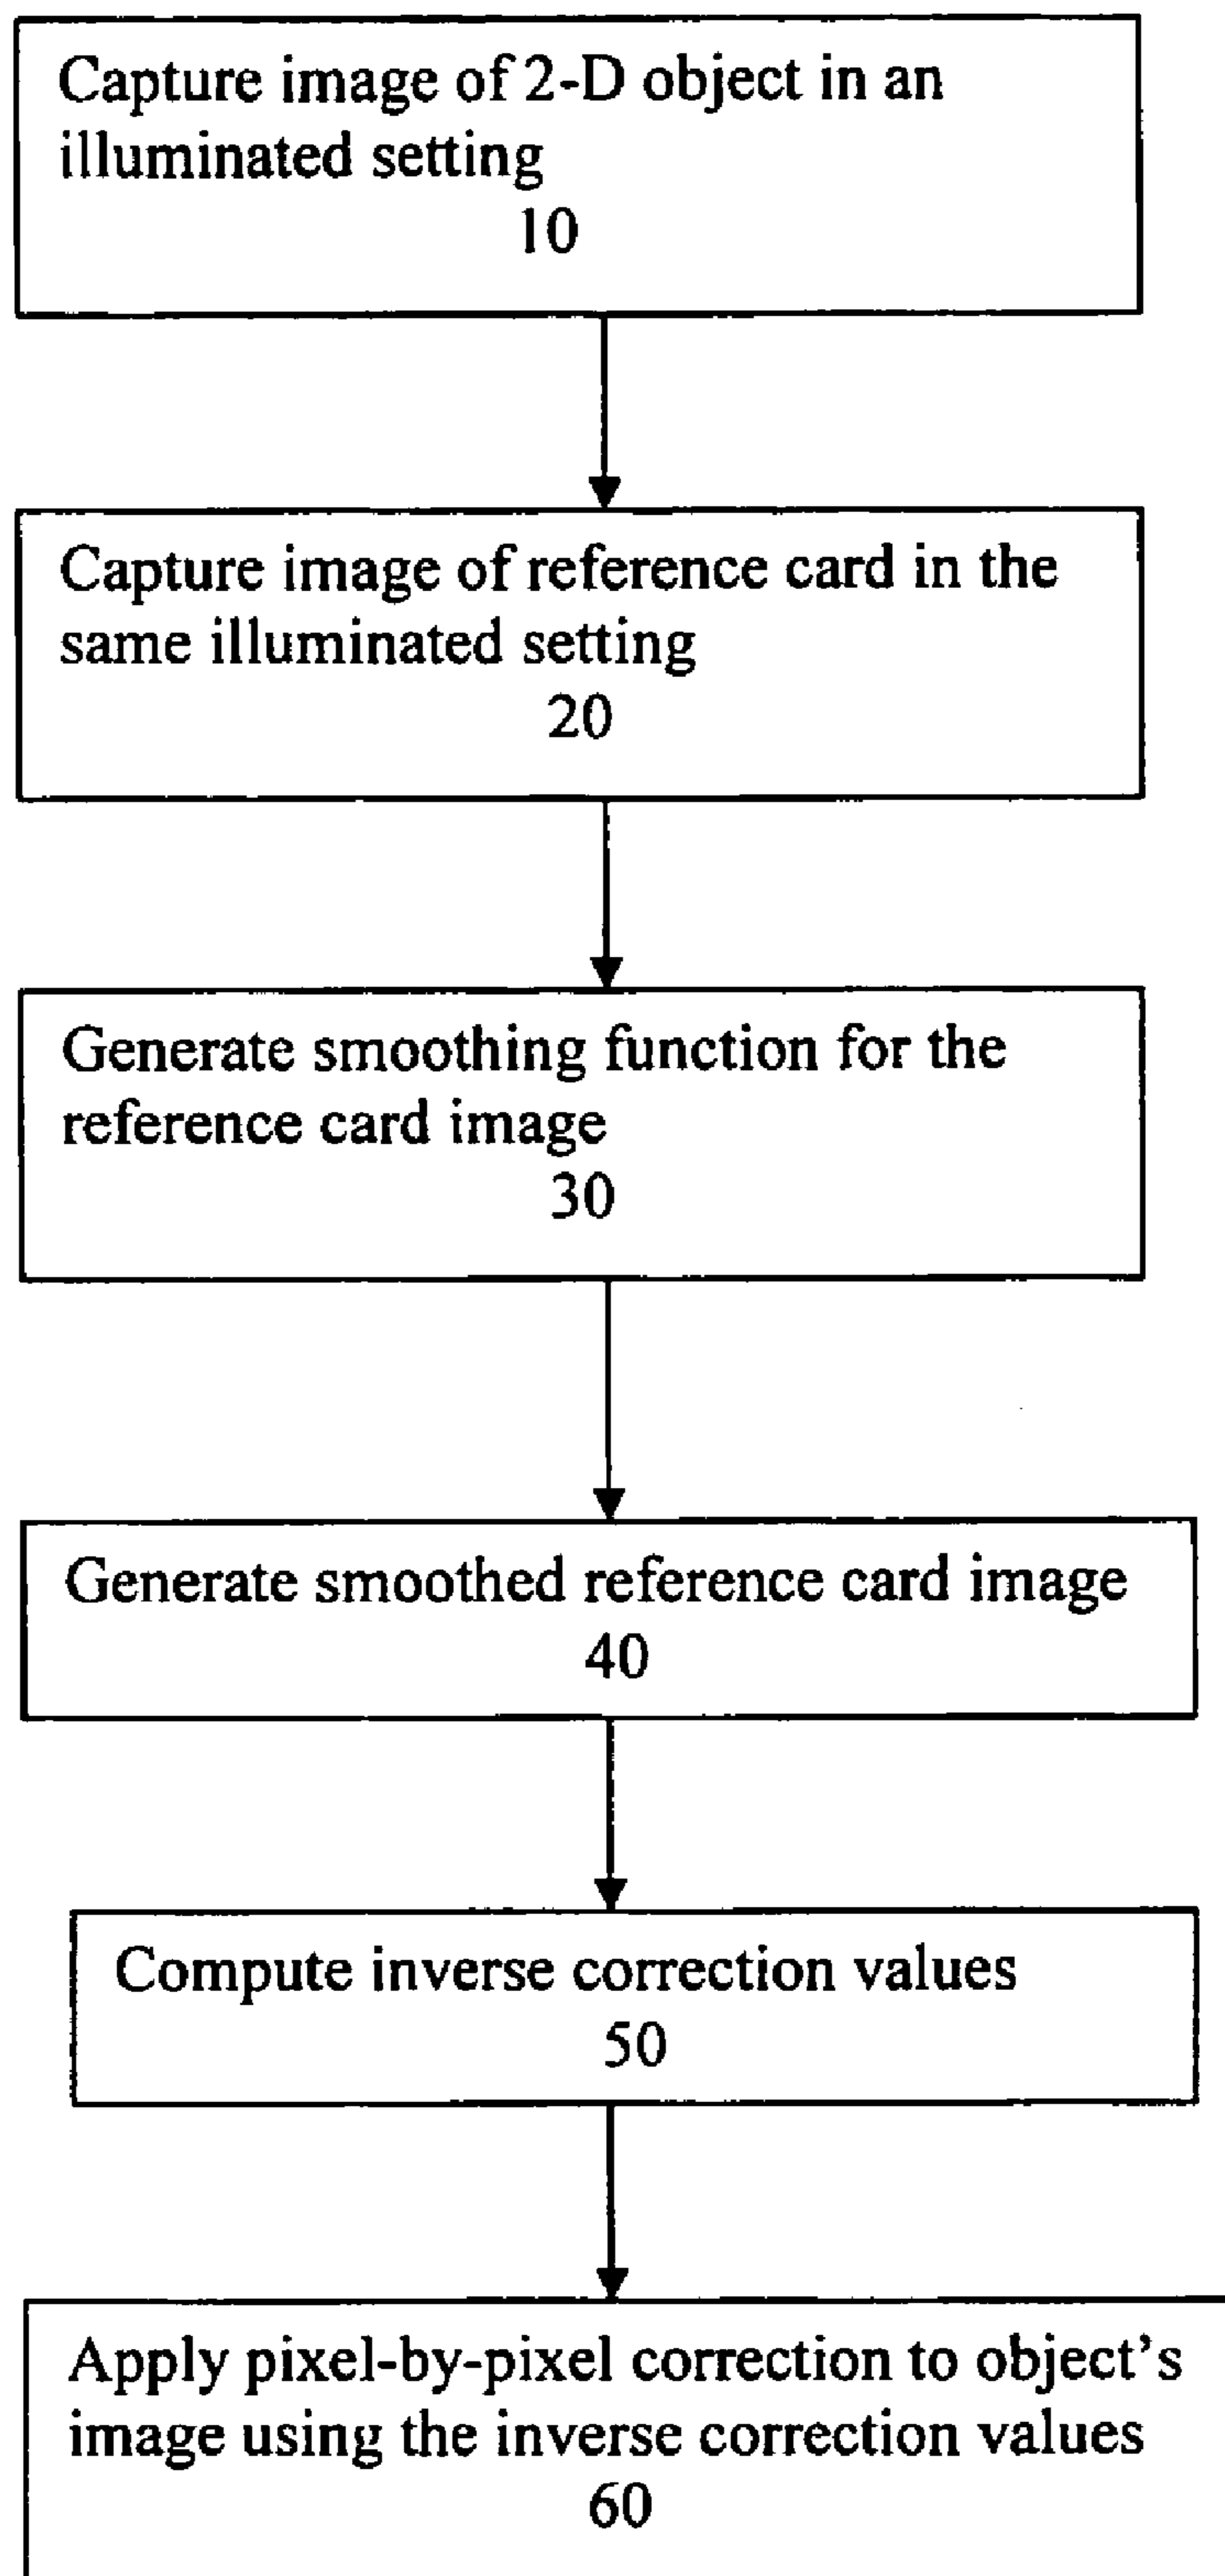 Capture image of 2-D object in an
illuminated setting
10
Capture image of reference card in the
same illuminated setting
20
Generate smoothing function for the
reference card image
30
Generate smoothed reference card image
40
Compute inverse correction values
50
Apply pixel-by-pixel correction to object's
image using the inverse correction values
60